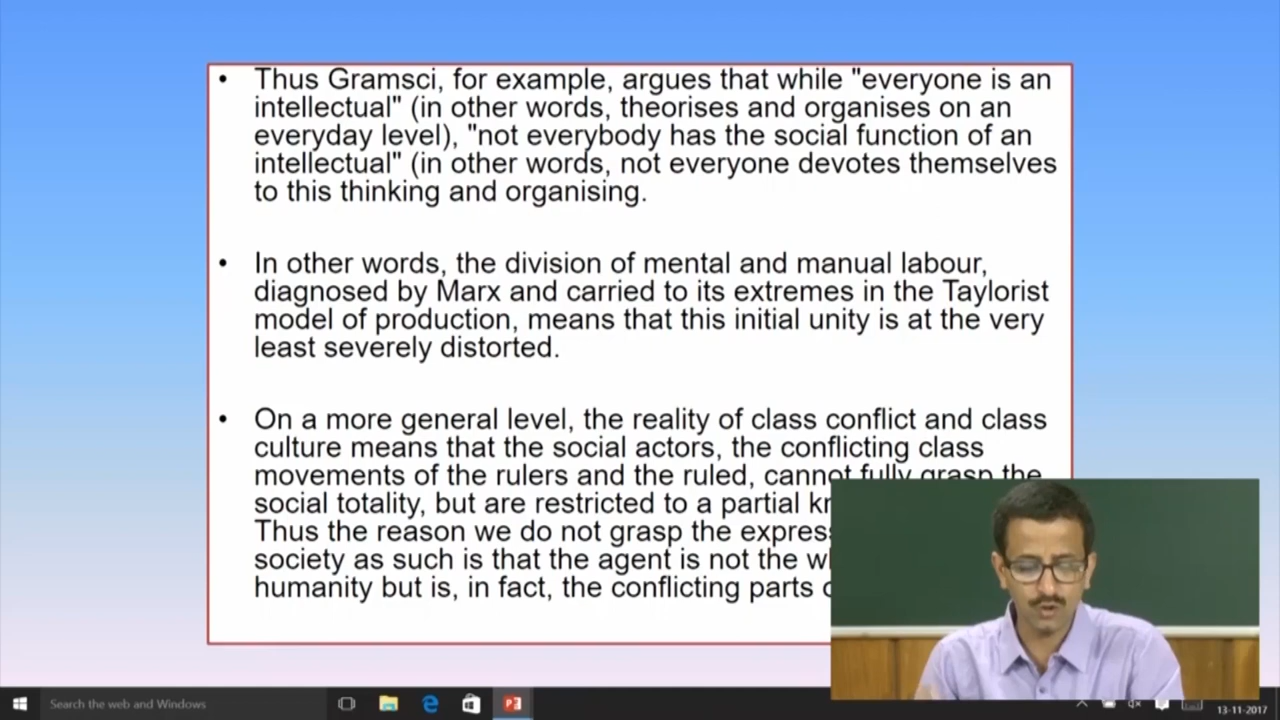 • Thus Gramsci, for example, argues that while "everyone is an
intellectual" (in other words, theorises and organises on an
everyday level), "not everybody has the social function of an
intellectual" (in other words, not everyone devotes themselves
to this thinking and organising.
• In other words, the division of mental and manual labour,
diagnosed by Marx and carried to its extremes in the Taylorist
model of production, means that this initial unity is at the very
least severely distorted.
• On a more general level, the reality of class conflict and class
culture means that the social actors, the conflicting class
movements of the rulers and the ruled, cannot fully grasp the
social totality, but are restricted to a partial
Thus the reason we do not grasp the
society as such is that the agent is not the
humanity but is, in fact, the conflicting parts
Search the web and Windows
13-11-2017